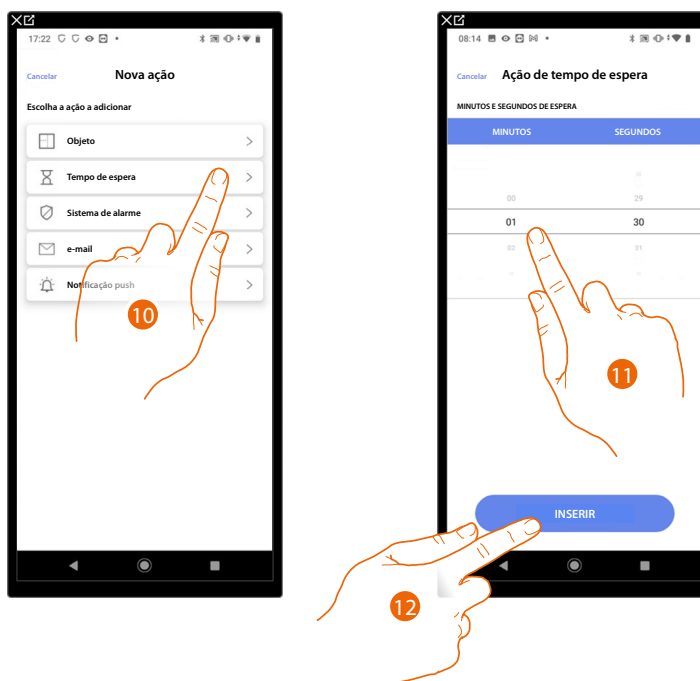 17:22
Cancelar Nova ação
Escolha a ação a adicionar
Objeto
Tempo de espera
Sistema de alarme
e-mail
Notificação push
10
08:14
Cancelar Ação de tempo de espera
MINUTOS E SEGUNDOS DE ESPERA
MINUTOS SEGUNDOS
00 29
01 30
02 31
11
INSERIR
12